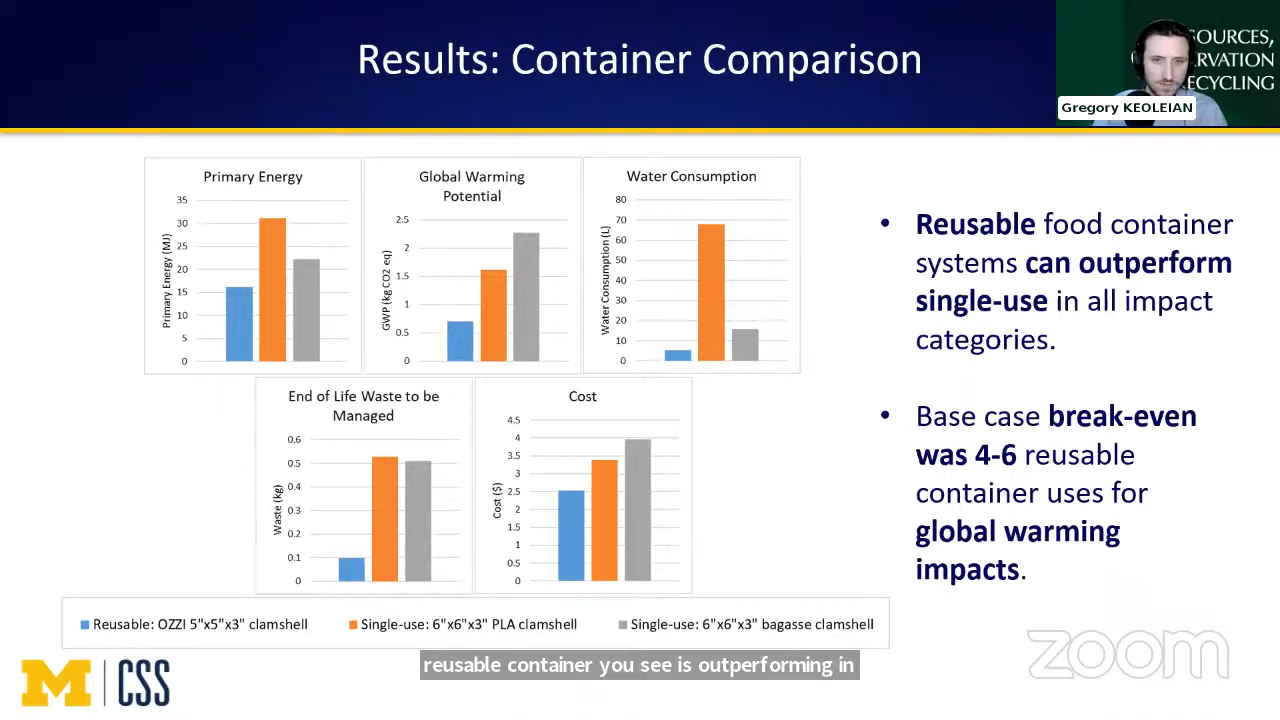 Results: Container Comparison
SOURCES,
RVATION
ECYCLING
Gregory KEOLEIAN
Primary Energy
Primary Energy (MJ)
35
30
25
20
15
10
5
0
Global Warming
Potential
GWP (kg CO2 eq)
2.5
2
1.5
1
0.5
0
Water Consumption
Water Consumption (L)
80
70
60
50
40
30
20
10
0
End of Life Waste to be
Managed
Waste (kg)
0.6
0.5
0.4
0.3
0.2
0.1
0
Cost
Cost ($)
4.5
4
3.5
3
2.5
2
1.5
1
0.5
0
Reusable: OZZI 5"x5"x3" clamshell
Single-use: 6"x6"x3" PLA clamshell
Single-use: 6"x6"x3" bagasse clamshell
• Reusable food container
systems can outperform
single-use in all impact
categories.
• Base case break-even
was 4-6 reusable
container uses for
global warming
impacts.
reusable container you see is outperforming in
M CSS
zoom